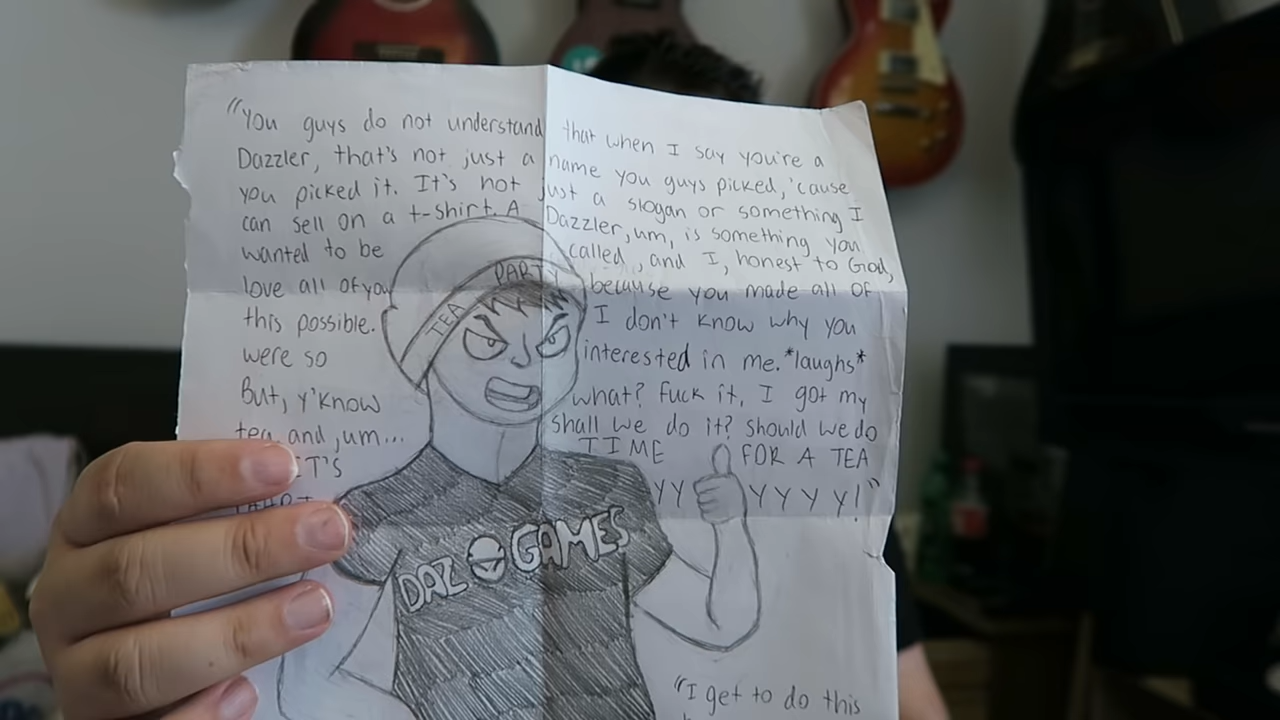 "You guys do not understand that when I say you're a
Dazzler, that's not just a name you guys picked, 'cause
you picked it. It's not just a slogan or something I
can sell on a t-shirt. A Dazzler, um, is something you
wanted to be called, and I, honest to God,
love all of you because you made all of
this possible. I don't know why you
were so interested in me. *laughs*
But, y'know what? Fuck it, I got my
tea and, um... shall we do it? should we do
IT'S TIME FOR A TEA
PART YY YYYY!"
TEA PARTY
DAZ GAMES
"I get to do this